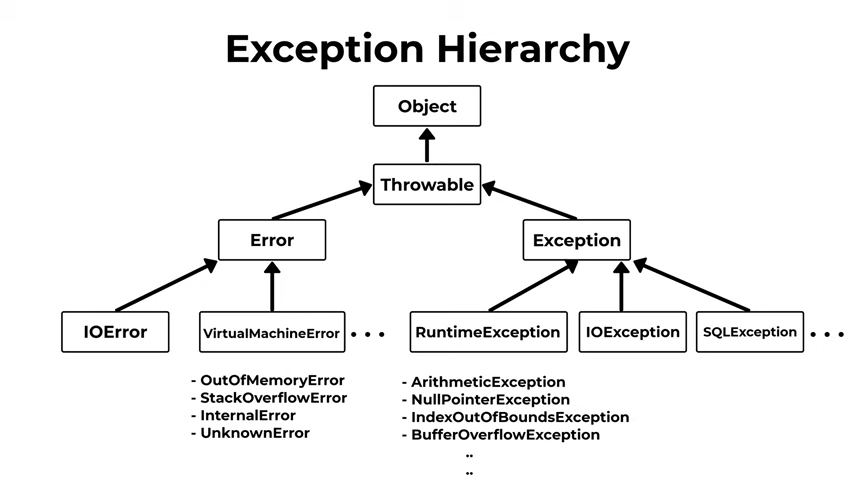 Exception Hierarchy
Object
Throwable
Error
Exception
IOError
VirtualMachineError
...
RuntimeException
IOException
SQLException
...
- OutOfMemoryError
- StackOverflowError
- InternalError
- UnknownError
- ArithmeticException
- NullPointerException
- IndexOutOfBoundsException
- BufferOverflowException
..
..